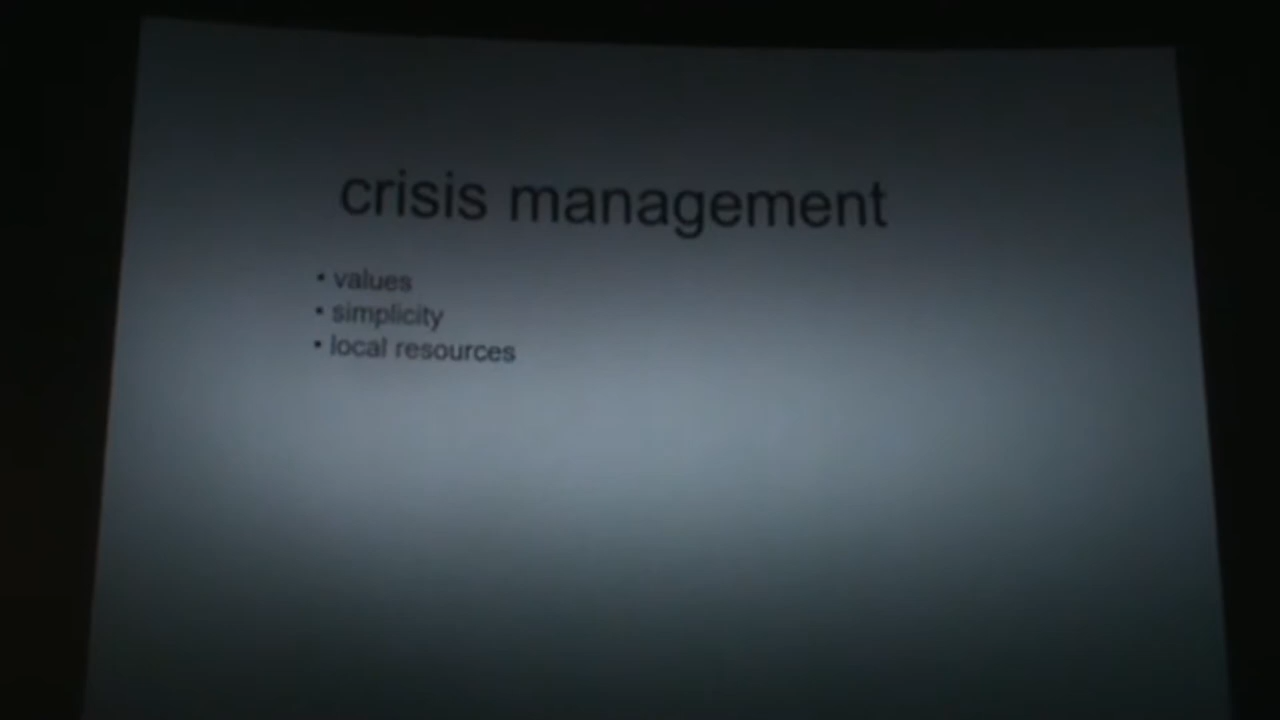 crisis management
• values
• simplicity
• local resources